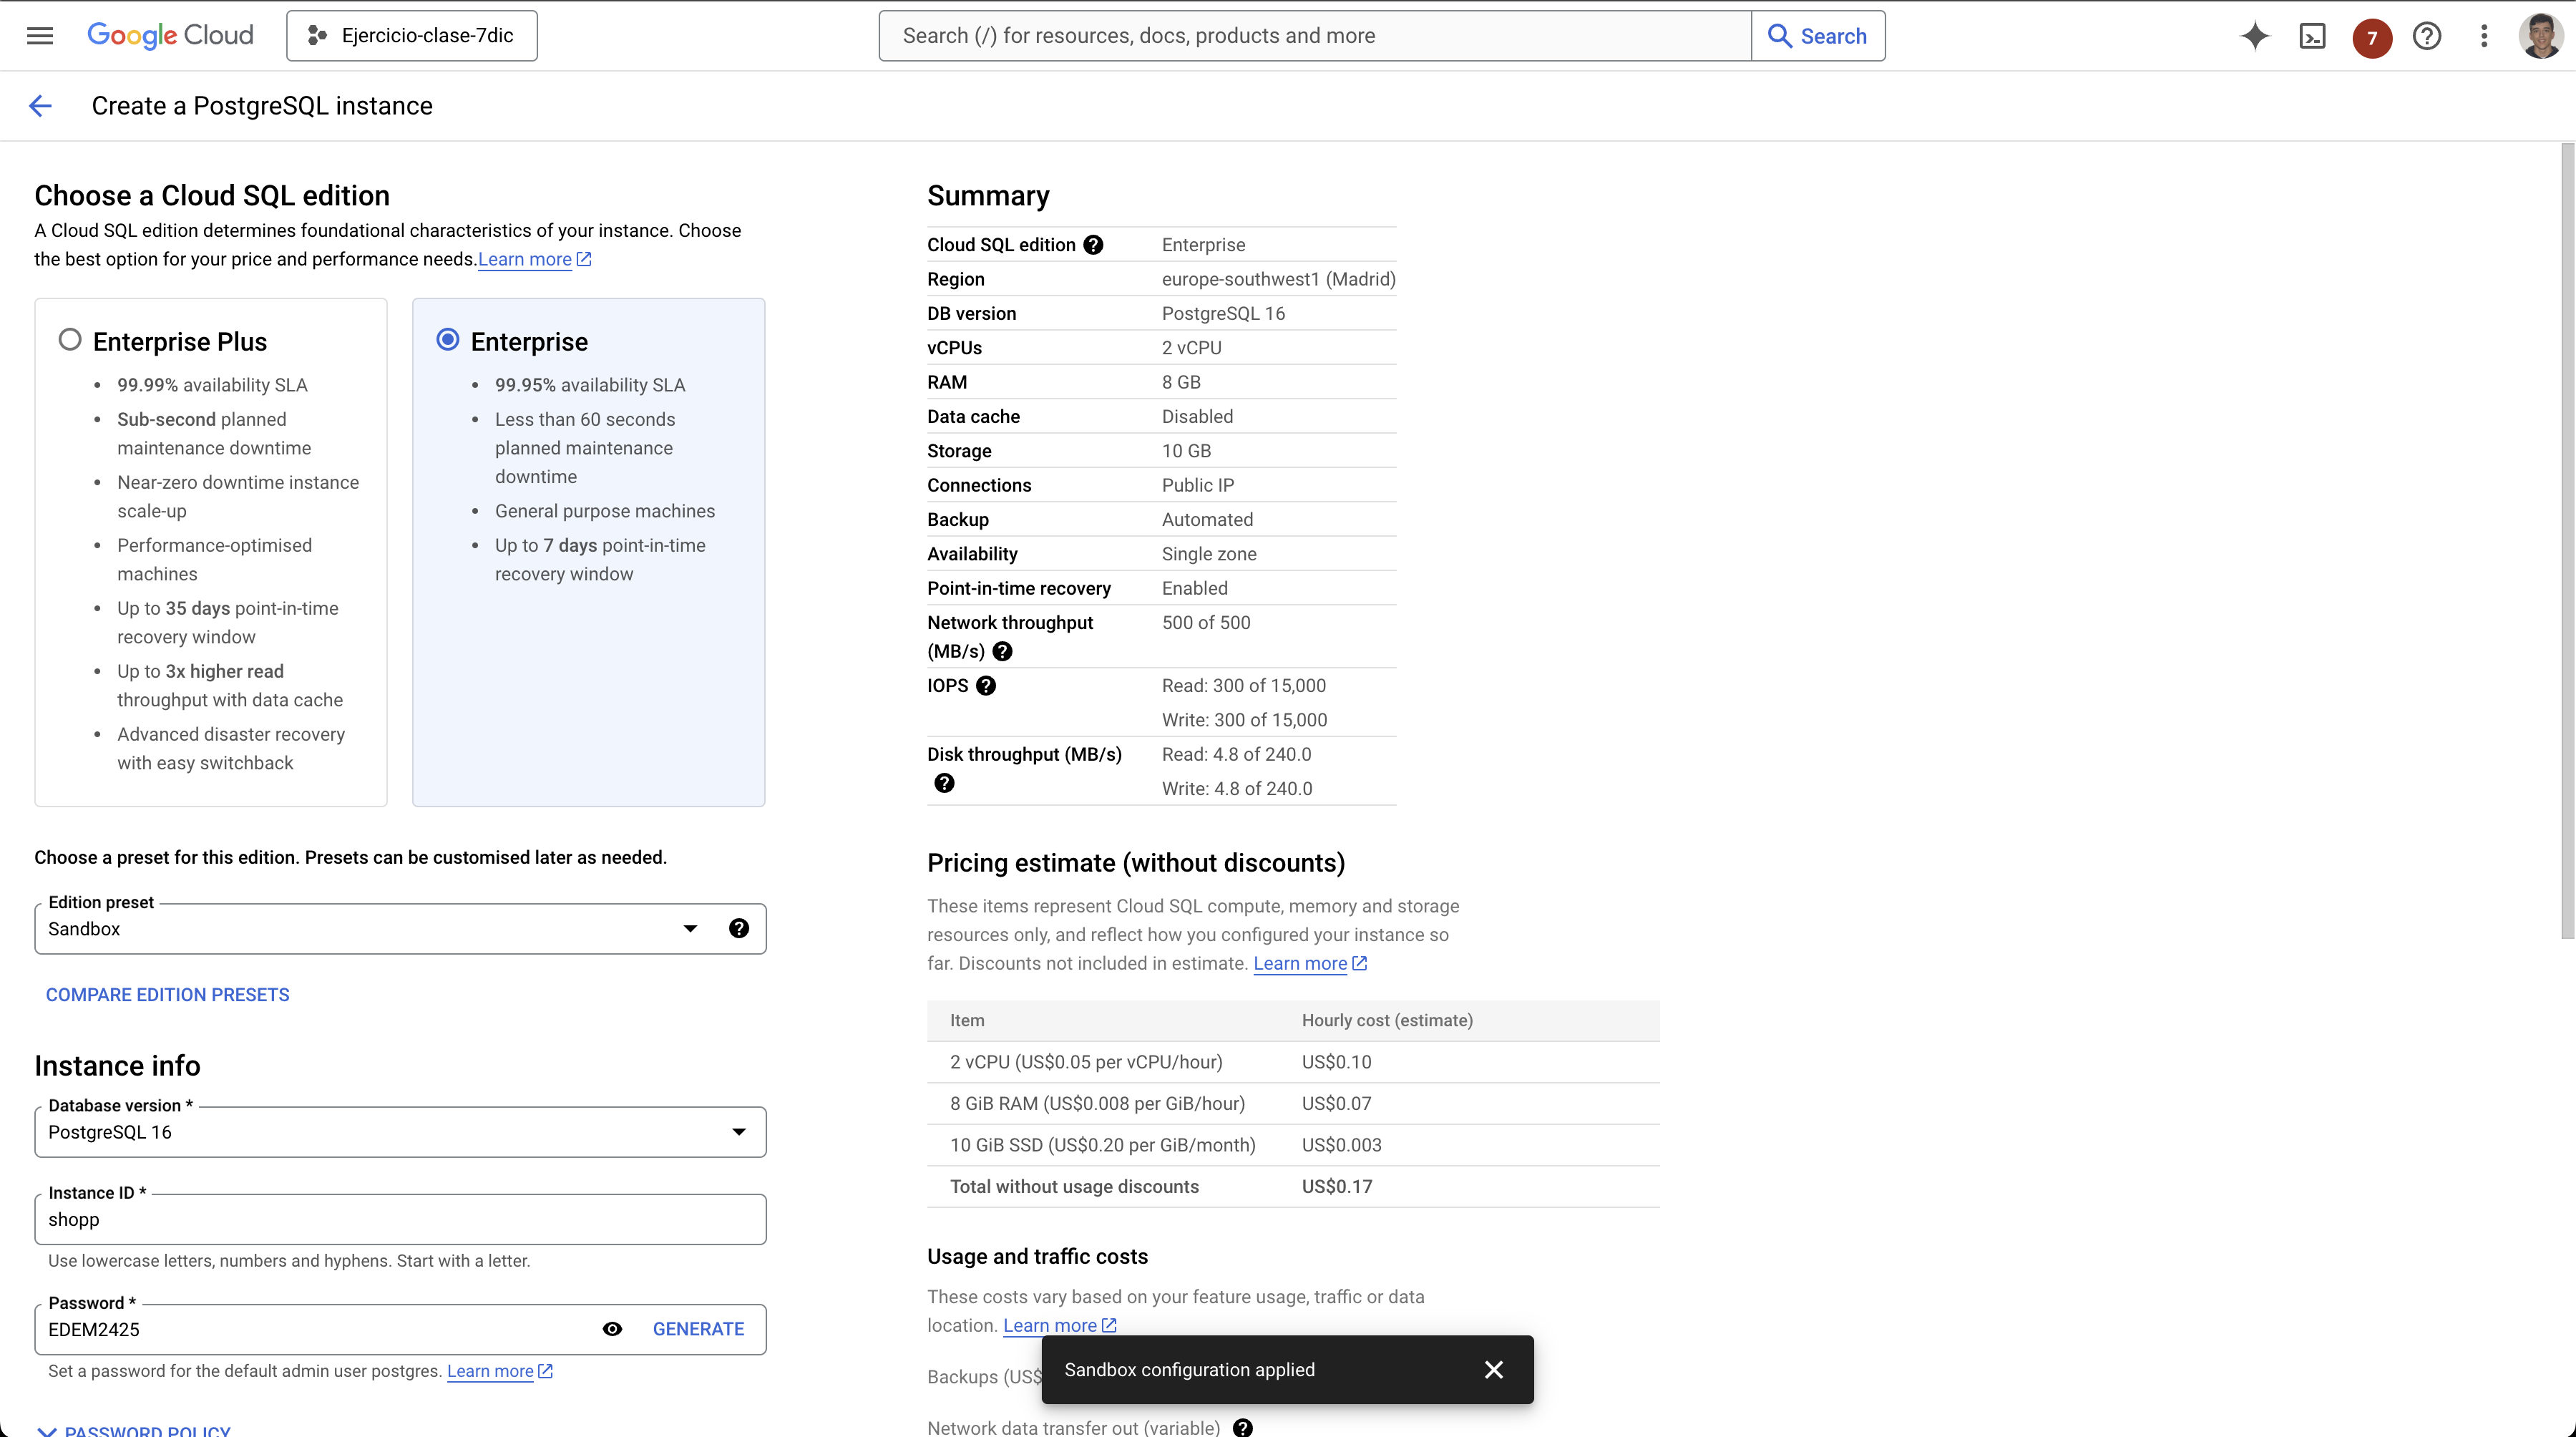 Google Cloud
Ejercicio-clase-7dic
Search (/) for resources, docs, products and more
Search
7
Create a PostgreSQL instance
Choose a Cloud SQL edition
A Cloud SQL edition determines foundational characteristics of your instance. Choose
the best option for your price and performance needs.Learn more
Enterprise Plus
99.99% availability SLA
Sub-second planned
maintenance downtime
Near-zero downtime instance
scale-up
Performance-optimised
machines
Up to 35 days point-in-time
recovery window
Up to 3x higher read
throughput with data cache
Advanced disaster recovery
with easy switchback
Enterprise
99.95% availability SLA
Less than 60 seconds
planned maintenance
downtime
General purpose machines
Up to 7 days point-in-time
recovery window
Choose a preset for this edition. Presets can be customised later as needed.
Edition preset
Sandbox
COMPARE EDITION PRESETS
Instance info
Database version *
PostgreSQL 16
Instance ID *
shopp
Use lowercase letters, numbers and hyphens. Start with a letter.
Password *
EDEM2425
GENERATE
Set a password for the default admin user postgres. Learn more
PASSWORD POLICY
Summary
Cloud SQL edition Enterprise
Region europe-southwest1 (Madrid)
DB version PostgreSQL 16
vCPUs 2 vCPU
RAM 8 GB
Data cache Disabled
Storage 10 GB
Connections Public IP
Backup Automated
Availability Single zone
Point-in-time recovery Enabled
Network throughput 500 of 500
(MB/s)
IOPS Read: 300 of 15,000
Write: 300 of 15,000
Disk throughput (MB/s) Read: 4.8 of 240.0
Write: 4.8 of 240.0
Pricing estimate (without discounts)
These items represent Cloud SQL compute, memory and storage
resources only, and reflect how you configured your instance so
far. Discounts not included in estimate. Learn more
Item Hourly cost (estimate)
2 vCPU (US$0.05 per vCPU/hour) US$0.10
8 GiB RAM (US$0.008 per GiB/hour) US$0.07
10 GiB SSD (US$0.20 per GiB/month) US$0.003
Total without usage discounts US$0.17
Usage and traffic costs
These costs vary based on your feature usage, traffic or data
location. Learn more
Backups (US$
Sandbox configuration applied
Network data transfer out (variable)